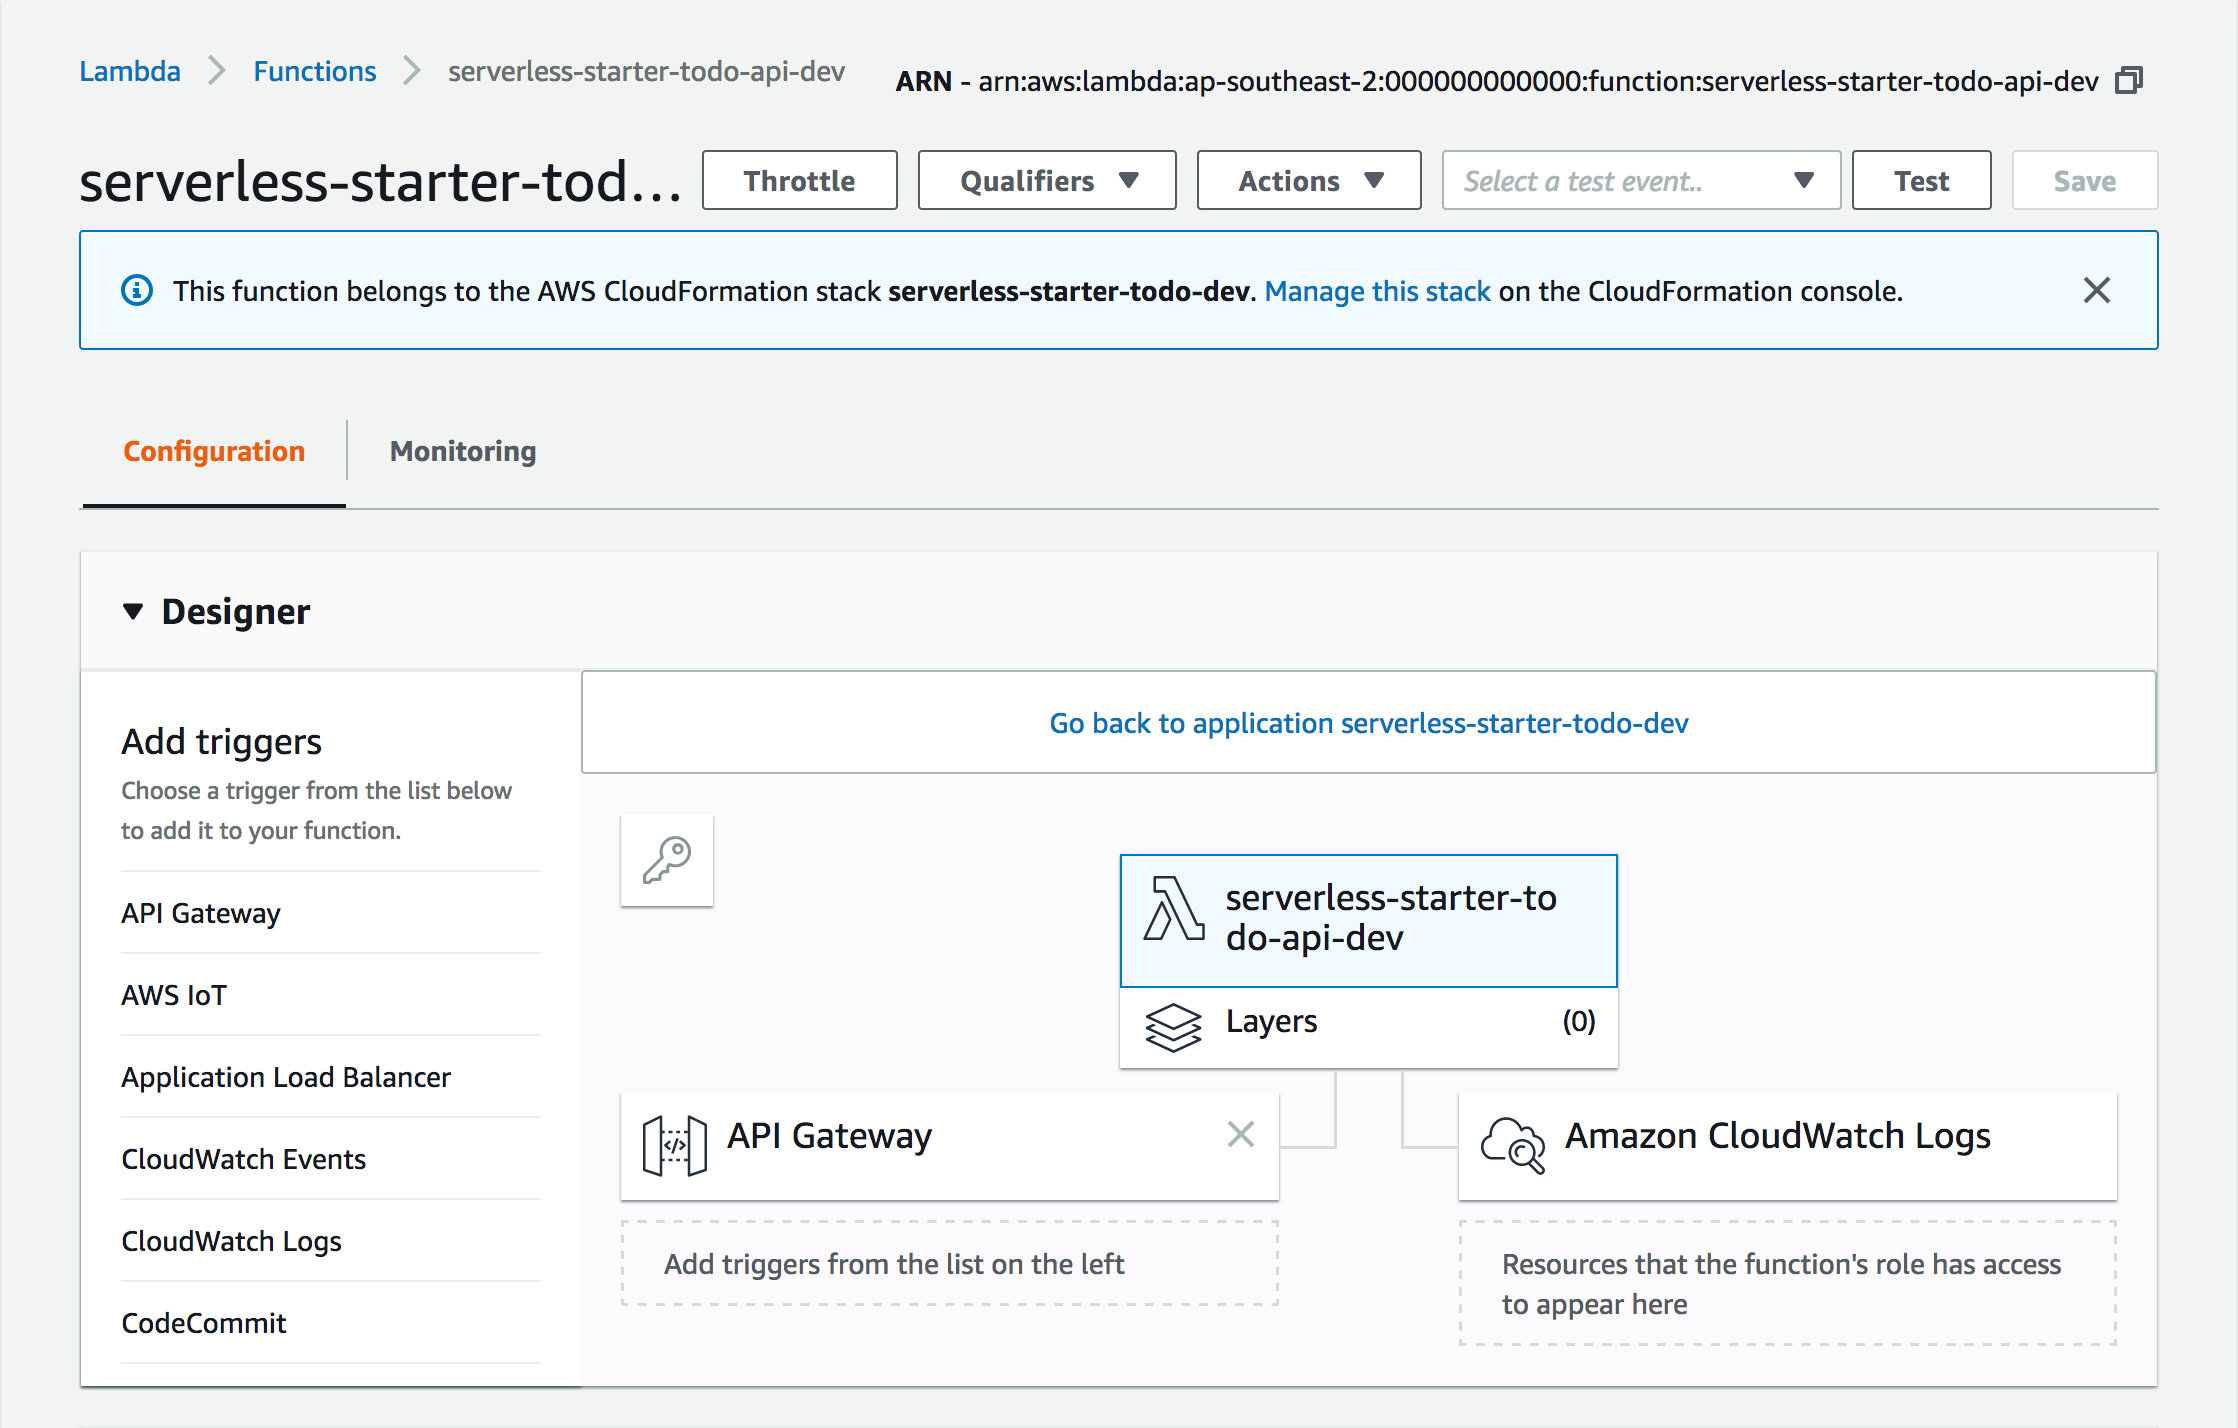 Lambda > Functions > serverless-starter-todo-api-dev
ARN - arn:aws:lambda:ap-southeast-2:000000000000:function:serverless-starter-todo-api-dev
serverless-starter-tod...
Throttle
Qualifiers
Actions
Select a test event..
Test
Save
This function belongs to the AWS CloudFormation stack serverless-starter-todo-dev. Manage this stack on the CloudFormation console.
Configuration
Monitoring
Designer
Add triggers
Choose a trigger from the list below
to add it to your function.
API Gateway
AWS IoT
Application Load Balancer
CloudWatch Events
CloudWatch Logs
CodeCommit
Go back to application serverless-starter-todo-dev
serverless-starter-to
do-api-dev
Layers (0)
API Gateway
Add triggers from the list on the left
Amazon CloudWatch Logs
Resources that the function's role has access
to appear here